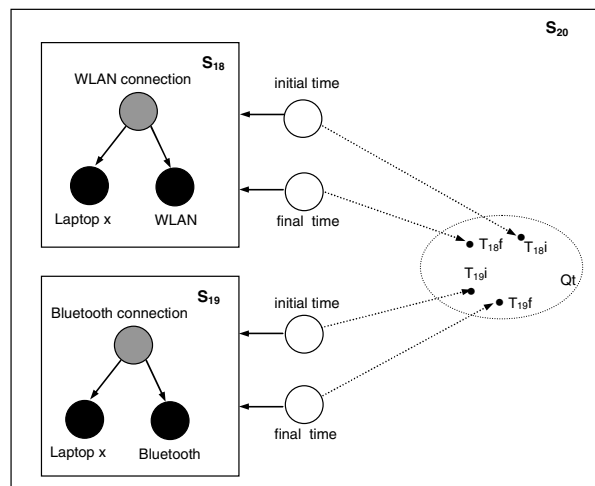 S20
S18
WLAN connection
Laptop x
WLAN
initial time
final time
T18f
T18i
T19i
Qt
T19f
S19
Bluetooth connection
Laptop x
Bluetooth
initial time
final time